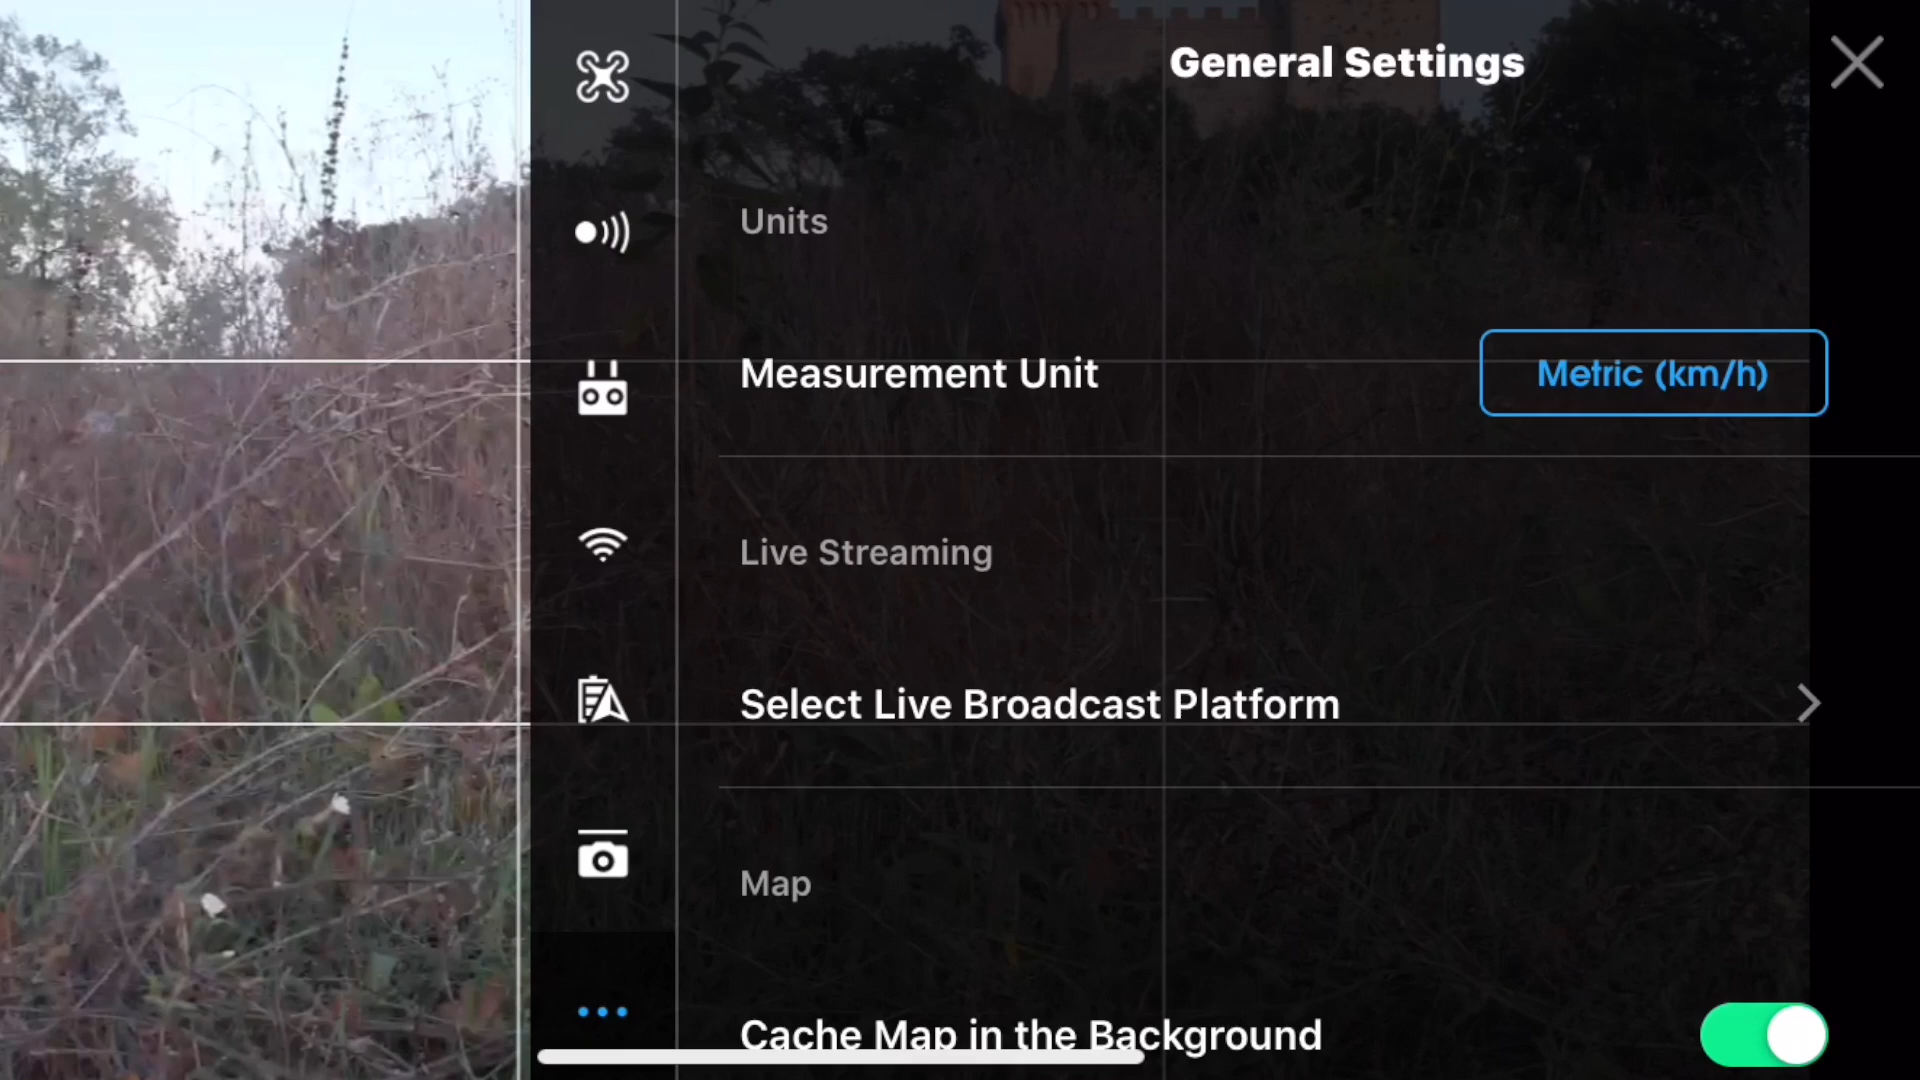 General Settings
Units
Measurement Unit
Metric (km/h)
Live Streaming
Select Live Broadcast Platform
Map
Cache Map in the Background